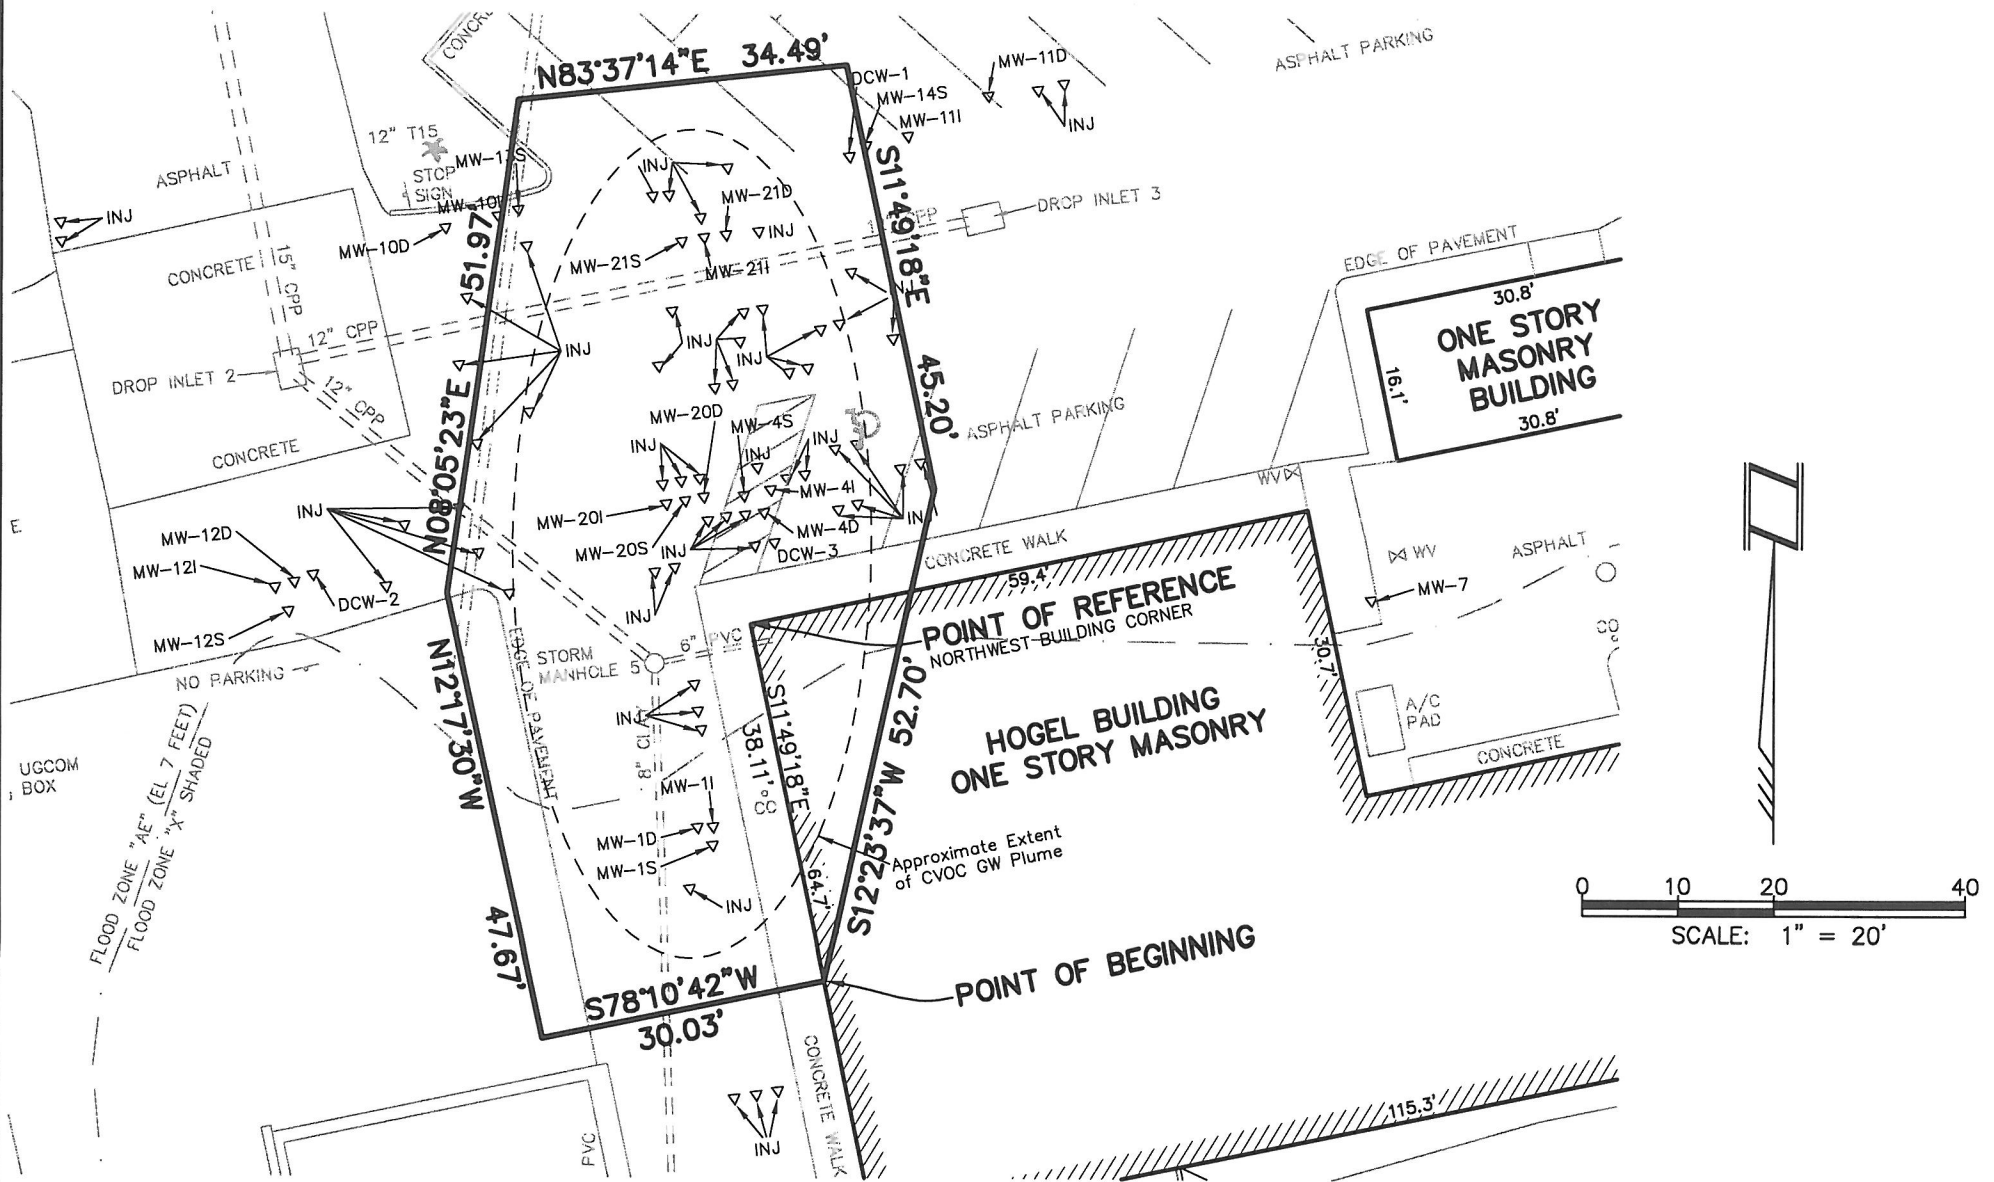 CONCRE
N83°37'14"E 34.49'
ASPHALT PARKING
MW-11D
DCW-1
MW-14S
MW-11I
INJ
12" T15
STOP
SIGN
ASPHALT
INJ
MW-10D
INJ
MW-21D
INJ
MW-21S
MW-21I
DROP INLET 3
S11°49'18"E
45.20'
51.97'
N08°05'23"E
CONCRETE
15" CPP
12" CPP
DROP INLET 2
12" CPP
CONCRETE
INJ
INJ
INJ
EDGE OF PAVEMENT
30.8'
ONE STORY
MASONRY
BUILDING
16.1'
30.8'
ASPHALT PARKING
MW-20D
MW-4S
INJ
INJ
INJ
MW-4I
MW-20I
MW-4D
MW-20S
INJ
DCW-3
INJ
INJ
E
MW-12D
MW-12I
DCW-2
MW-12S
NO PARKING
WV
WV
ASPHALT
MW-7
CONCRETE WALK
59.4'
POINT OF REFERENCE
NORTHWEST BUILDING CORNER
30.7'
CO
STORM
MANHOLE 5
6" PVC
EDGE OF PAVEMENT
N12°17'30"W
47.67'
INJ
S11°49'18"E
38.11'
CO
64.7'
S12°23'37"W 52.70'
HOGEL BUILDING
ONE STORY MASONRY
A/C
PAD
CONCRETE
UGCOM
BOX
FLOOD ZONE "AE" (EL 7 FEET)
FLOOD ZONE "X" SHADED
MW-1I
MW-1D
MW-1S
INJ
Approximate Extent
of CVOC GW Plume
POINT OF BEGINNING
S78°10'42"W
30.03'
0 10 20 40
SCALE: 1" = 20'
CONCRETE WALK
PVC
INJ
115.3'